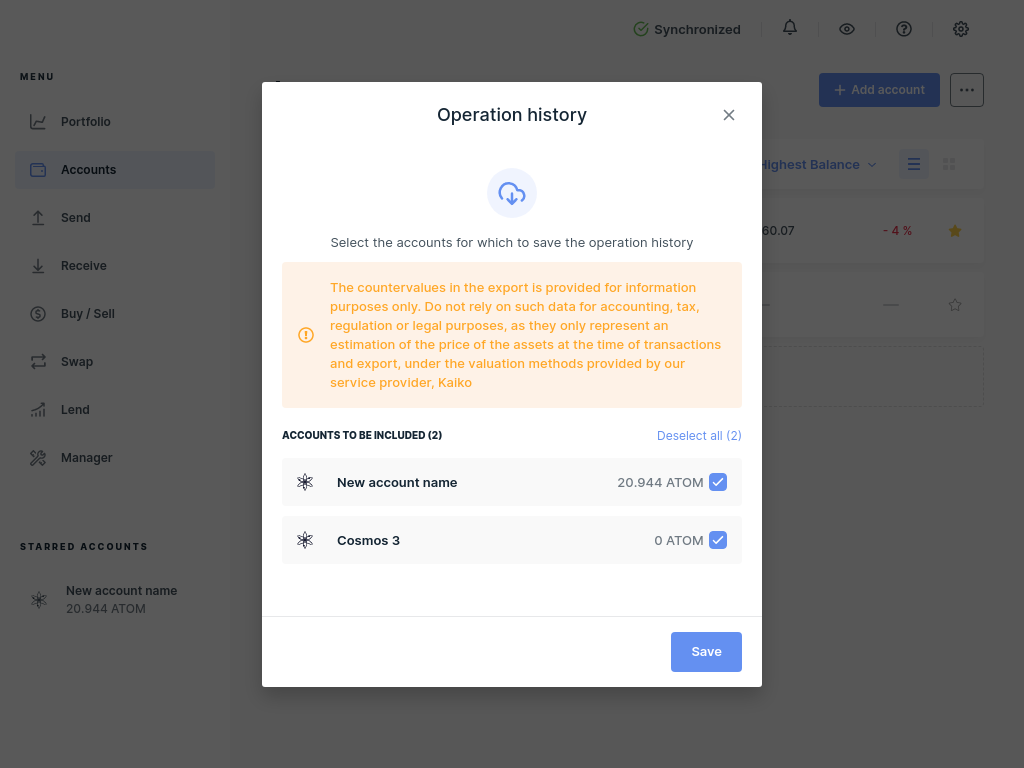 Synchronized
MENU
Portfolio
Accounts
Send
Receive
Buy / Sell
Swap
Lend
Manager
STARRED ACCOUNTS
New account name
20.944 ATOM
+ Add account
Highest Balance
60.07
- 4 %
—
Operation history
Select the accounts for which to save the operation history
The countervalues in the export is provided for information
purposes only. Do not rely on such data for accounting, tax,
regulation or legal purposes, as they only represent an
estimation of the price of the assets at the time of transactions
and export, under the valuation methods provided by our
service provider, Kaiko
ACCOUNTS TO BE INCLUDED (2)
Deselect all (2)
New account name
20.944 ATOM
Cosmos 3
0 ATOM
Save